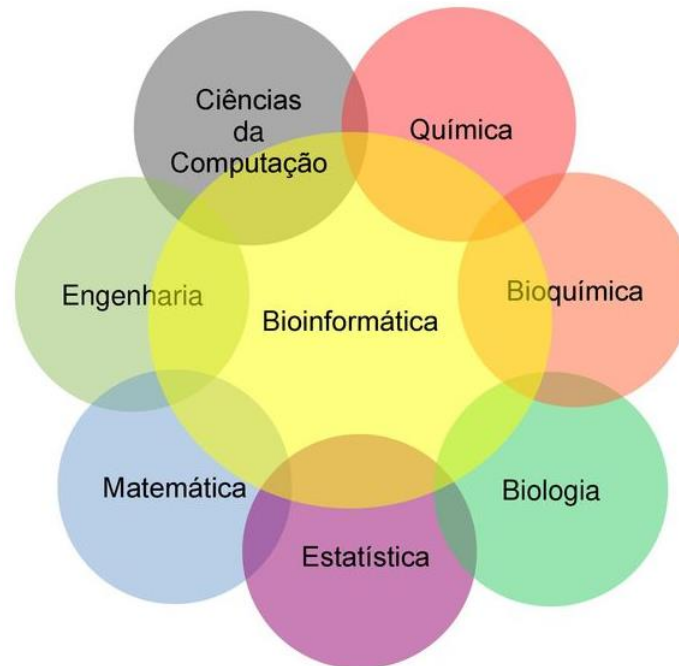 Ciências
da
Computação
Química
Engenharia
Bioinformática
Bioquímica
Matemática
Biologia
Estatística